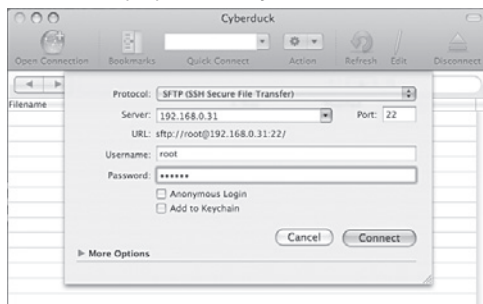 Cyberduck
Open Connection Bookmarks Quick Connect Action Refresh Edit Disconnect
Filename
Protocol: SFTP (SSH Secure File Transfer)
Server: 192.168.0.31 Port: 22
URL: sftp://root@192.168.0.31:22/
Username: root
Password: ••••••
Anonymous Login
Add to Keychain
Cancel Connect
More Options